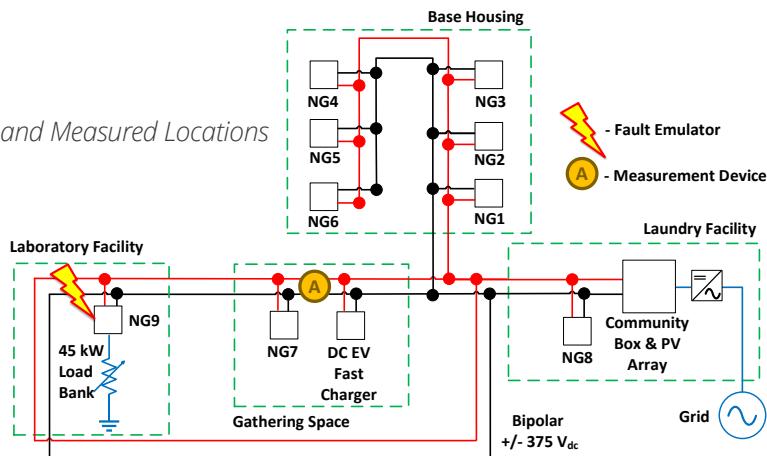 Base Housing
NG4
NG3
and Measured Locations
- Fault Emulator
NG5
NG2
A - Measurement Device
NG6
NG1
Laundry Facility
Laboratory Facility
A
NG9
45 kW
Load
Bank
NG7
DC EV
Fast
Charger
NG8
Community
Box & PV
Array
Gathering Space
Bipolar
+/- 375 Vdc
Grid